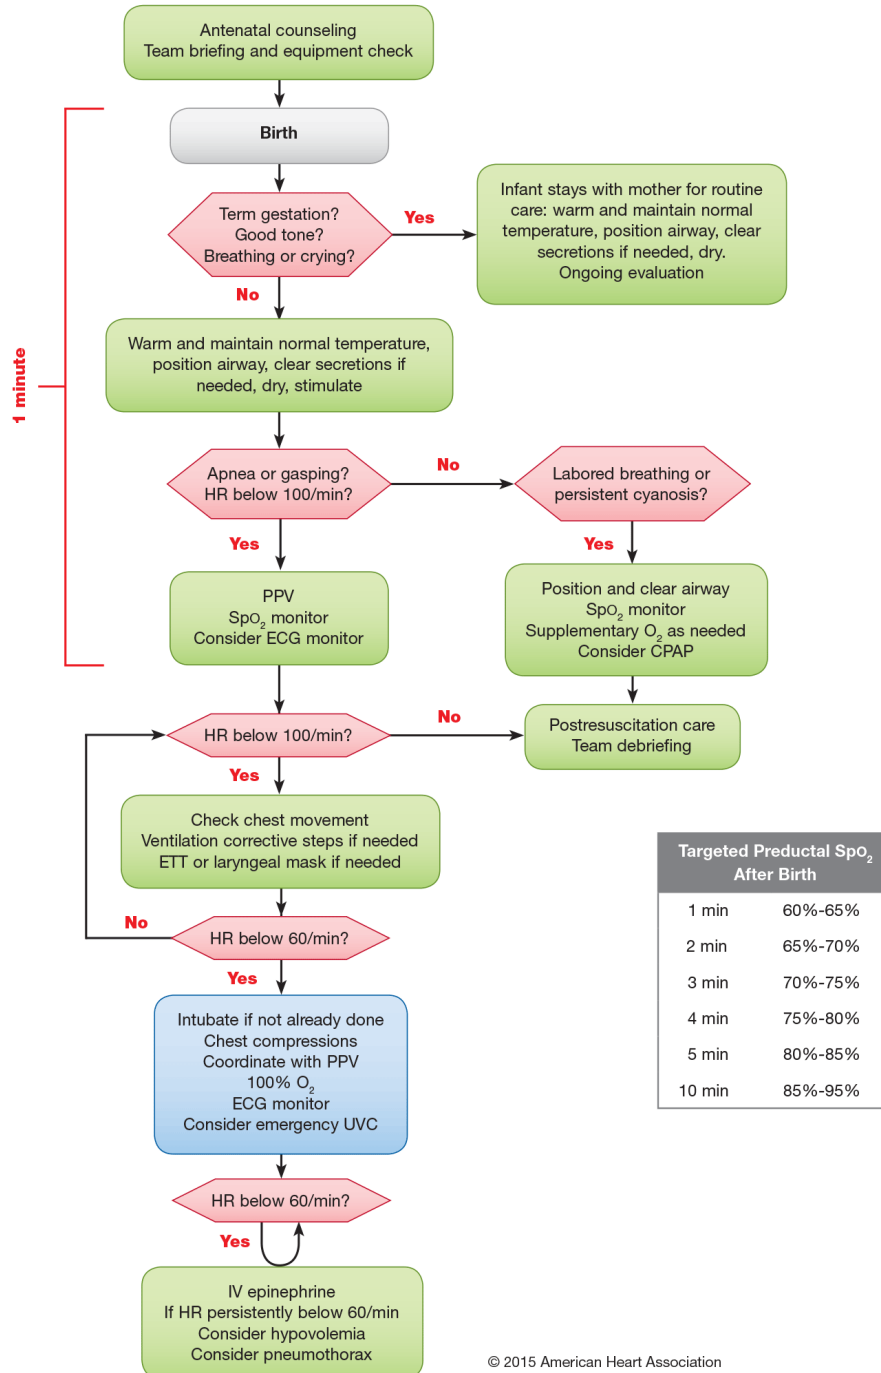 Antenatal counseling
Team briefing and equipment check
Birth
Term gestation?
Good tone?
Breathing or crying?
Yes
Infant stays with mother for routine
care: warm and maintain normal
temperature, position airway, clear
secretions if needed, dry.
Ongoing evaluation
No
Warm and maintain normal temperature,
position airway, clear secretions if
needed, dry, stimulate
1 minute
Apnea or gasping?
HR below 100/min?
No
Labored breathing or
persistent cyanosis?
Yes
Yes
PPV
SpO₂ monitor
Consider ECG monitor
Position and clear airway
SpO₂ monitor
Supplementary O₂ as needed
Consider CPAP
HR below 100/min?
No
Postresuscitation care
Team debriefing
Yes
Check chest movement
Ventilation corrective steps if needed
ETT or laryngeal mask if needed
No
HR below 60/min?
Yes
Intubate if not already done
Chest compressions
Coordinate with PPV
100% O₂
ECG monitor
Consider emergency UVC
HR below 60/min?
Yes
IV epinephrine
If HR persistently below 60/min
Consider hypovolemia
Consider pneumothorax
Targeted Preductal SpO₂
After Birth
1 min 60%-65%
2 min 65%-70%
3 min 70%-75%
4 min 75%-80%
5 min 80%-85%
10 min 85%-95%
© 2015 American Heart Association